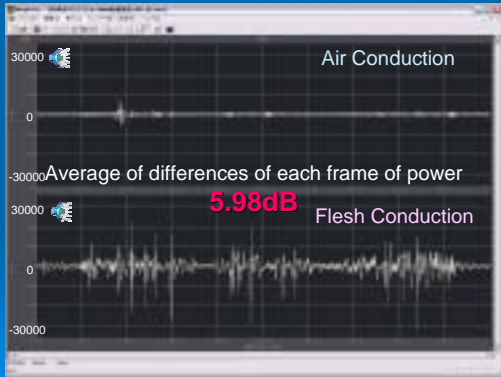 30000
Air Conduction
0
-30000
Average of differences of each frame of power
5.98dB
30000
Flesh Conduction
0
-30000